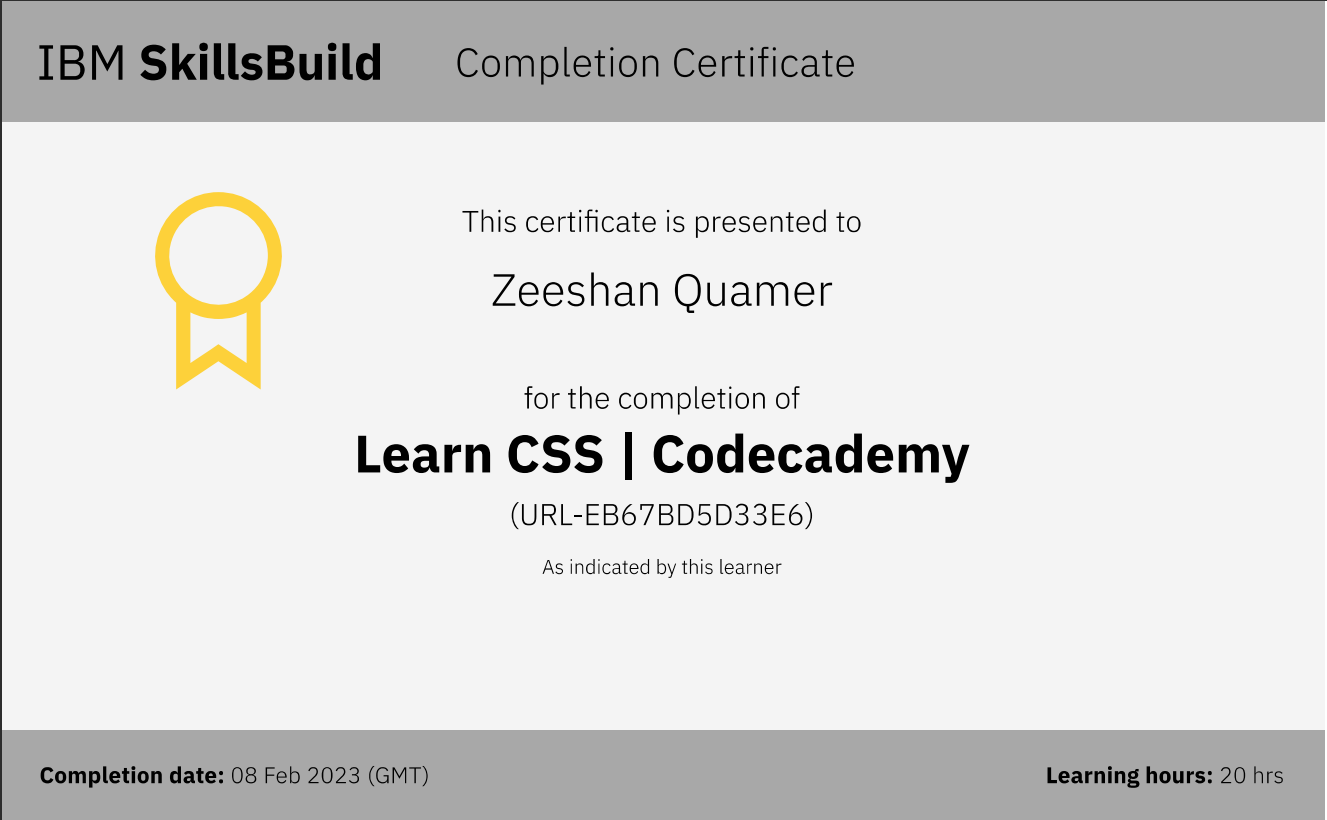 IBM SkillsBuild Completion Certificate
This certificate is presented to
Zeeshan Quamer
for the completion of
Learn CSS | Codecademy
(URL-EB67BD5D33E6)
As indicated by this learner
Completion date: 08 Feb 2023 (GMT) Learning hours: 20 hrs